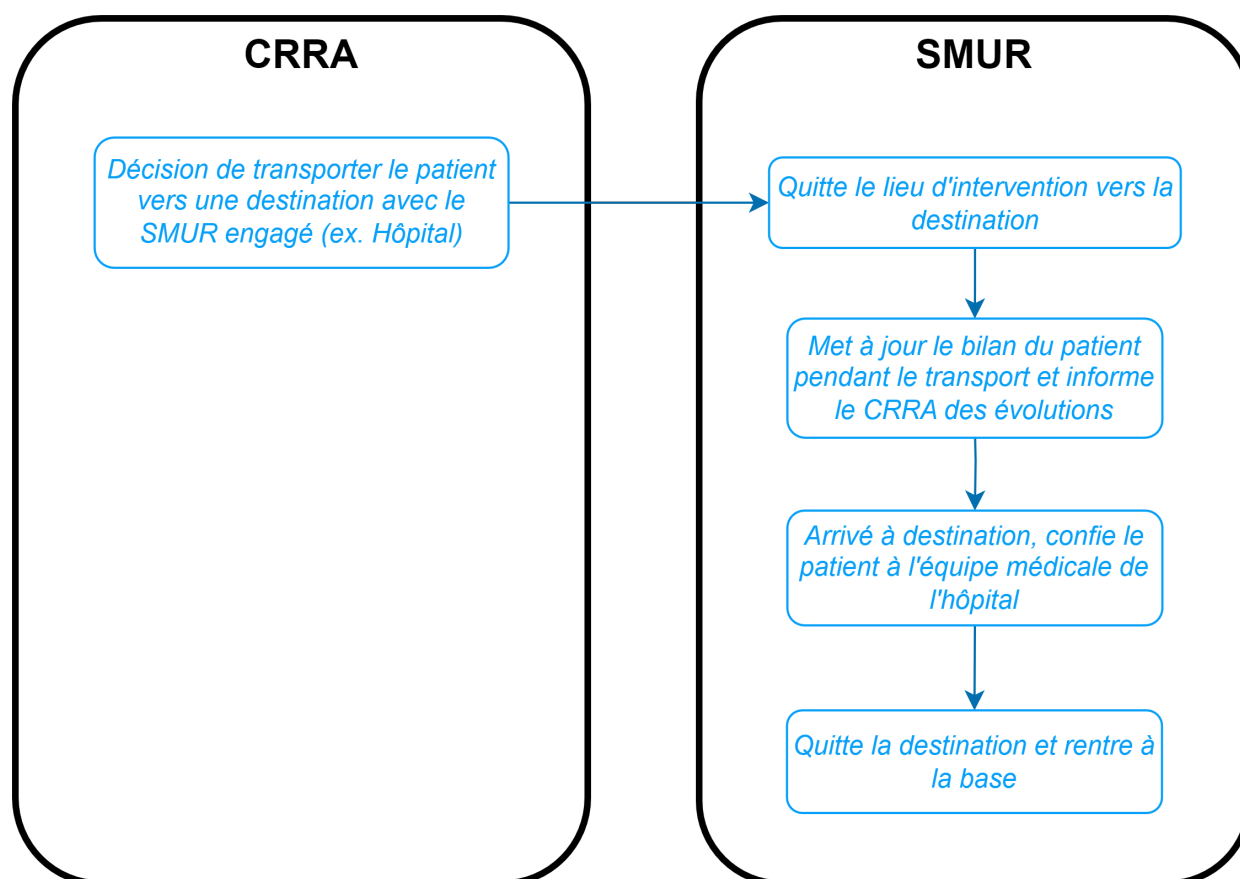 CRRA
Décision de transporter le patient
vers une destination avec le
SMUR engagé (ex. Hôpital)
SMUR
Quitte le lieu d'intervention vers la
destination
Met à jour le bilan du patient
pendant le transport et informe
le CRRA des évolutions
Arrivé à destination, confie le
patient à l'équipe médicale de
l'hôpital
Quitte la destination et rentre à
la base